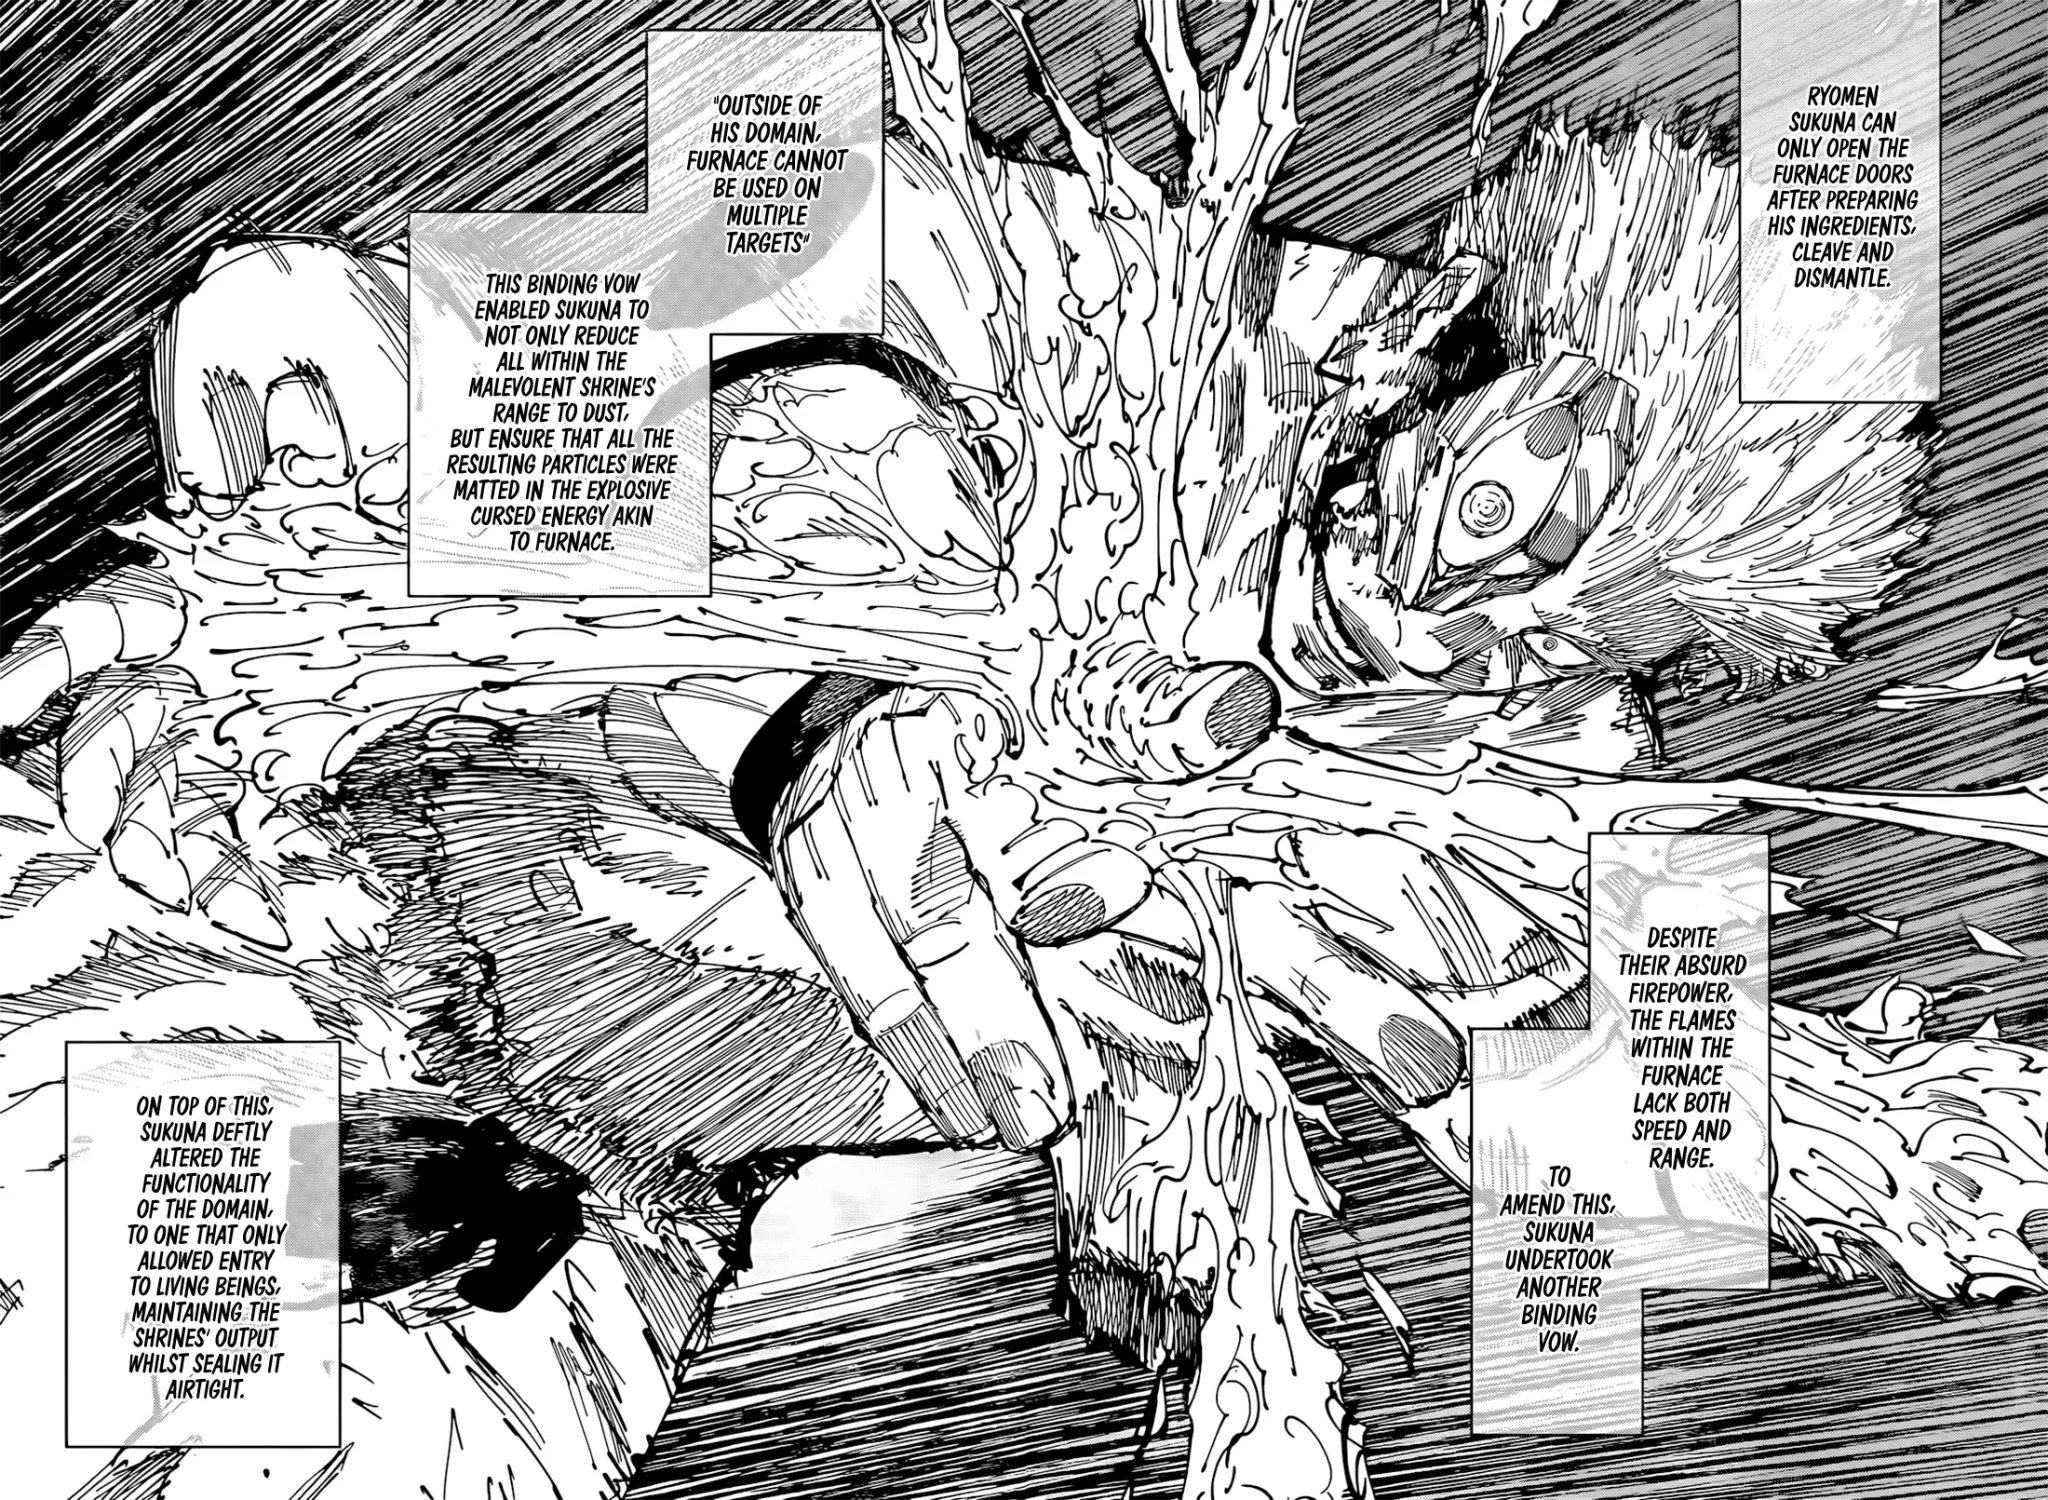 RYOMEN
SUKUNA CAN
ONLY OPEN THE
FURNACE DOORS
AFTER PREPARING
HIS INGREDIENTS,
CLEAVE AND
DISMANTLE.
DESPITE
THEIR ABSURD
FIREPOWER,
THE FLAMES
WITHIN THE
FURNACE
LACK BOTH
SPEED AND
RANGE.
TO
AMEND THIS,
SUKUNA
UNDERTOOK
ANOTHER
BINDING
VOW.
"OUTSIDE OF
HIS DOMAIN,
FURNACE CANNOT
BE USED ON
MULTIPLE
TARGETS"
THIS BINDING VOW
ENABLED SUKUNA TO
NOT ONLY REDUCE
ALL WITHIN THE
MALEVOLENT SHRINE'S
RANGE TO DUST,
BUT ENSURE THAT ALL THE
RESULTING PARTICLES WERE
MATTED IN THE EXPLOSIVE
CURSED ENERGY AKIN
TO FURNACE.
ON TOP OF THIS,
SUKUNA DEFTLY
ALTERED THE
FUNCTIONALITY
OF THE DOMAIN,
TO ONE THAT ONLY
ALLOWED ENTRY
TO LIVING BEINGS,
MAINTAINING THE
SHRINES' OUTPUT
WHILST SEALING IT
AIRTIGHT.